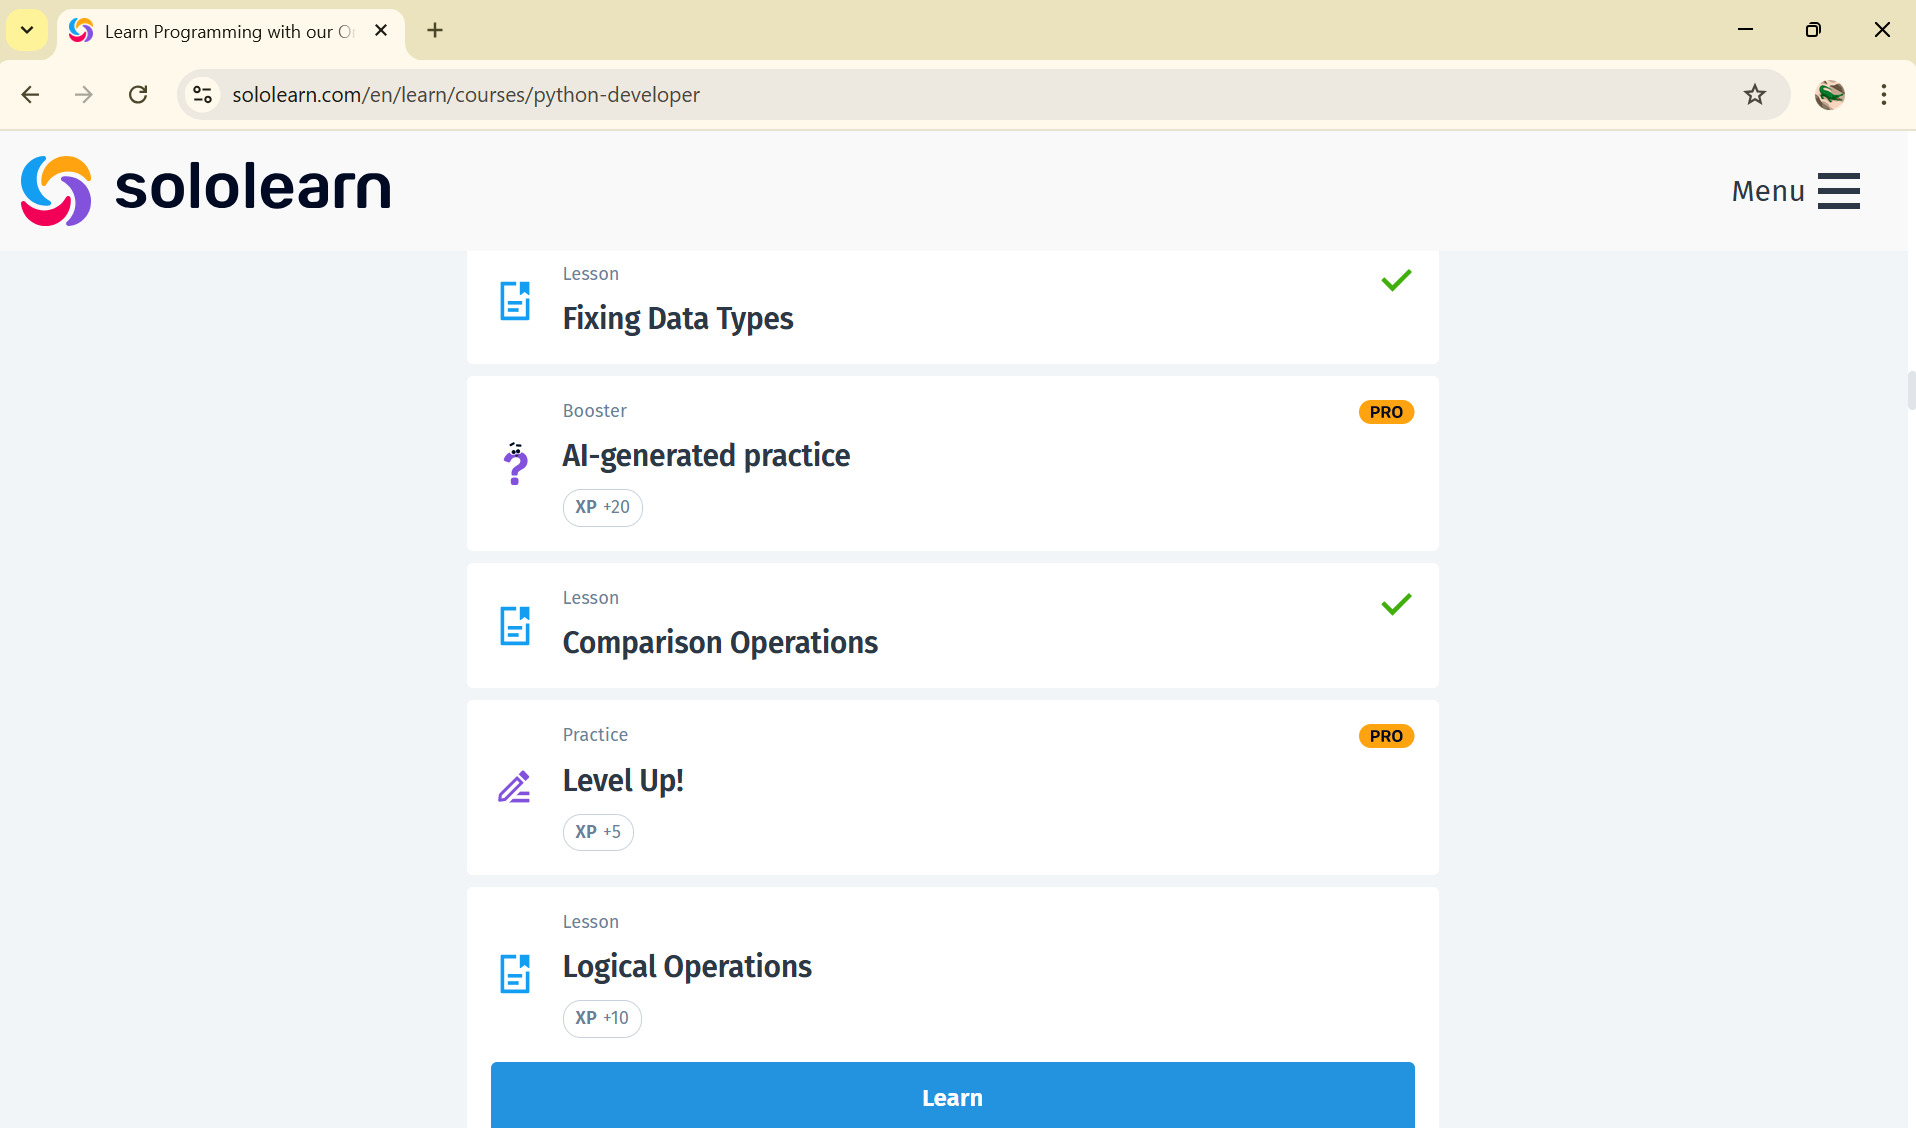 Learn Programming with our O
sololearn.com/en/learn/courses/python-developer
sololearn
Menu
Lesson
Fixing Data Types
Booster
PRO
AI-generated practice
XP +20
Lesson
Comparison Operations
Practice
PRO
Level Up!
XP +5
Lesson
Logical Operations
XP +10
Learn